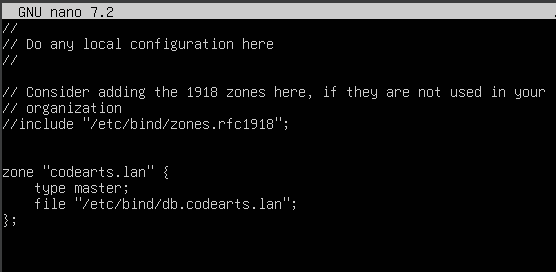 GNU nano 7.2
//
// Do any local configuration here
//
// Consider adding the 1918 zones here, if they are not used in your
// organization
//include "/etc/bind/zones.rfc1918";
zone "codearts.lan" {
    type master;
    file "/etc/bind/db.codearts.lan";
};